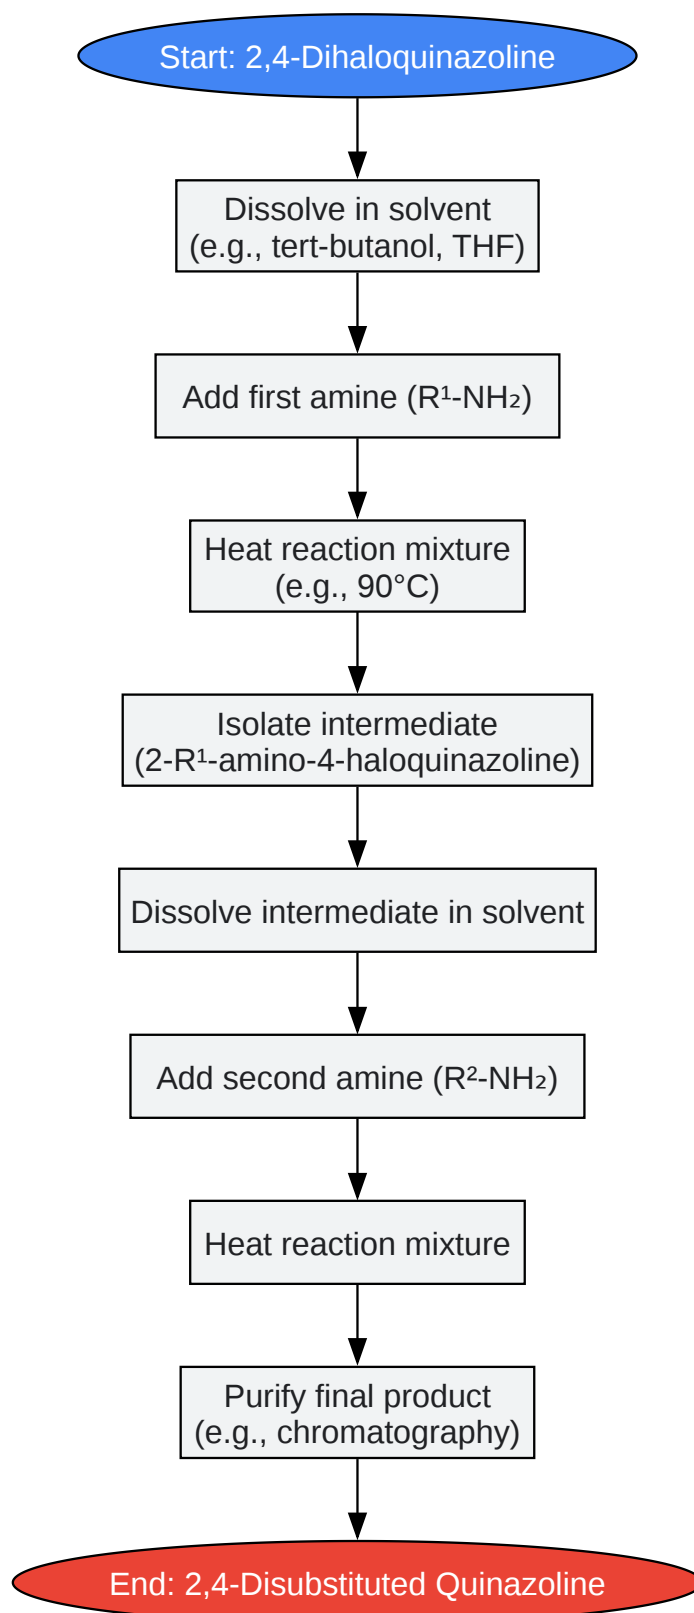 Start: 2,4-Dihaloquinazoline
Dissolve in solvent
(e.g., tert-butanol, THF)
Add first amine (R¹-NH₂)
Heat reaction mixture
(e.g., 90°C)
Isolate intermediate
(2-R¹-amino-4-haloquinazoline)
Dissolve intermediate in solvent
Add second amine (R²-NH₂)
Heat reaction mixture
Purify final product
(e.g., chromatography)
End: 2,4-Disubstituted Quinazoline